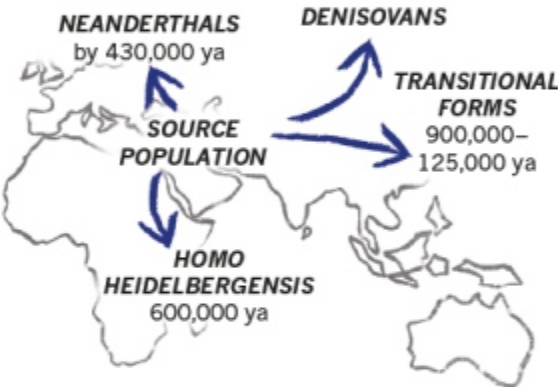 NEANDERTHALS
by 430,000 ya
DENISOVANS
TRANSITIONAL
FORMS
900,000–
125,000 ya
SOURCE
POPULATION
HOMO
HEIDELBERGENSIS
600,000 ya